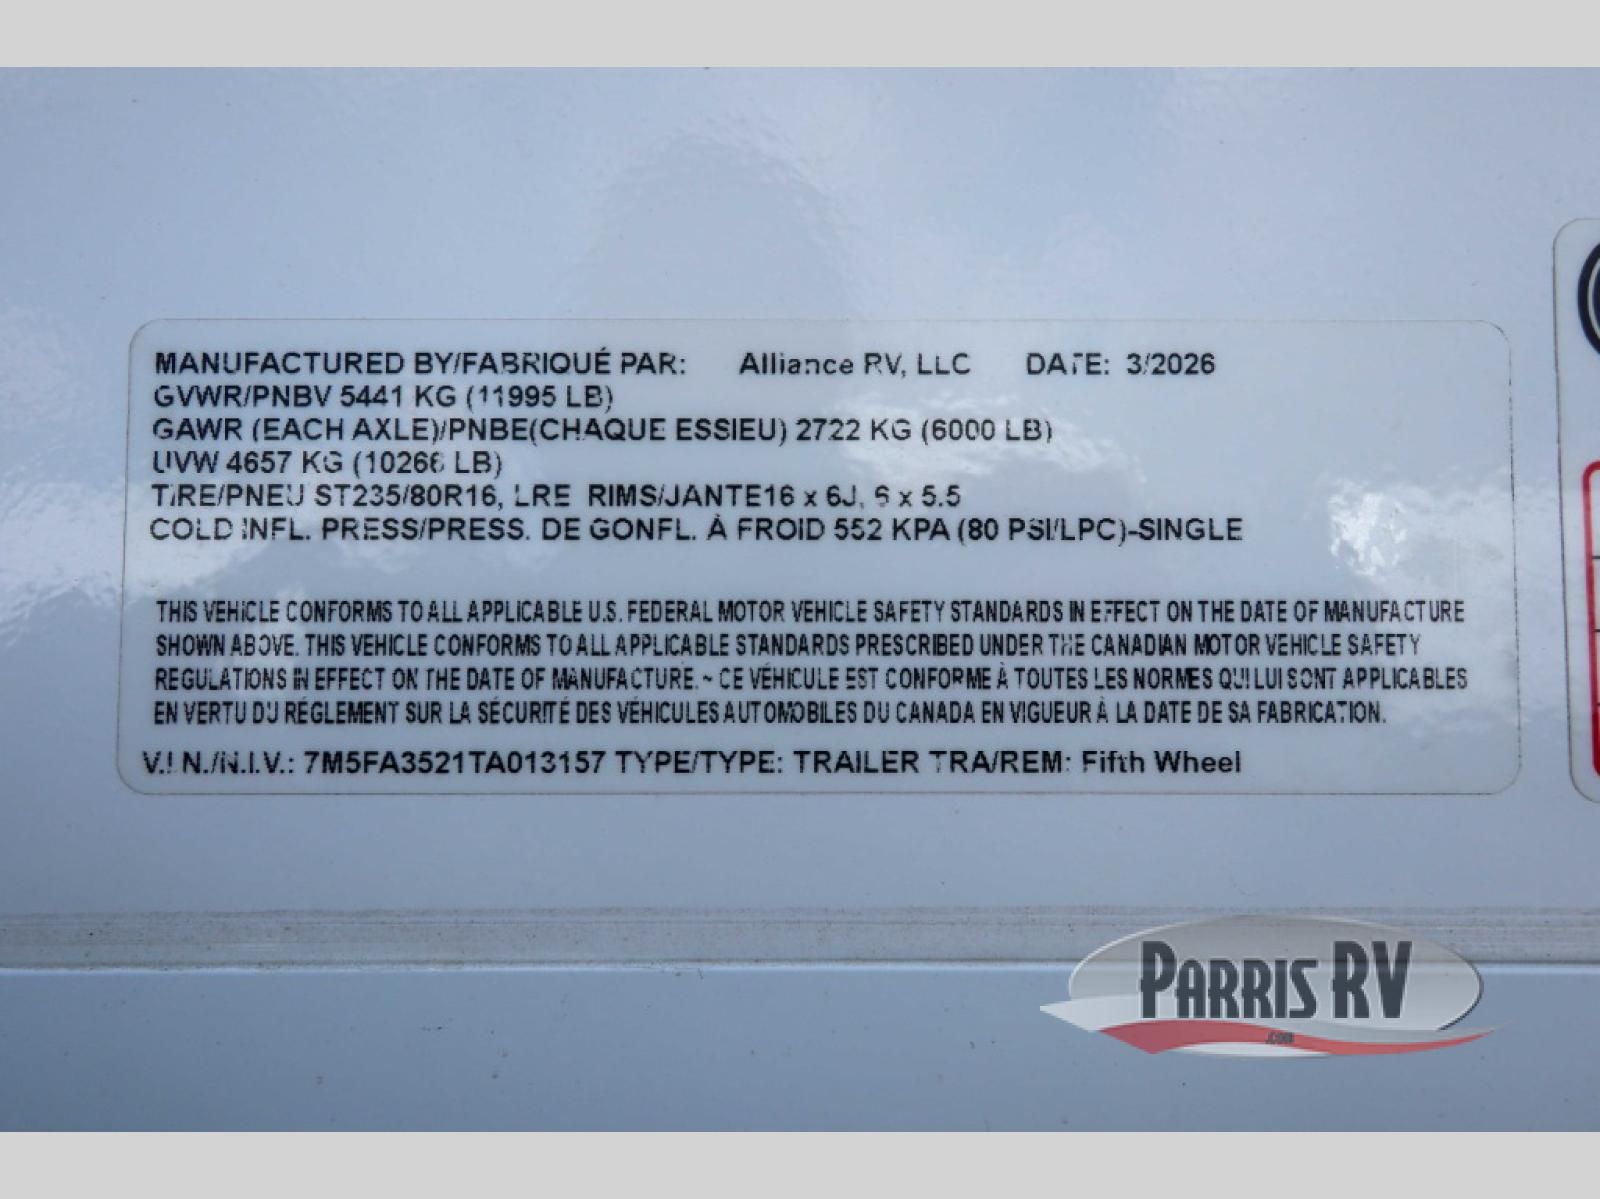 MANUFACTURED BY/FABRIQUÉ PAR: Alliance RV, LLC DATE: 3/2026
GVWR/PNBV 5441 KG (11995 LB)
GAWR (EACH AXLE)/PNBE(CHAQUE ESSIEU) 2722 KG (6000 LB)
UVW 4657 KG (10266 LB)
TIRE/PNEU ST235/80R16, LRE RIMS/JANTE16 x 6J, 6 x 5.5
COLD INFL. PRESS/PRESS. DE GONFL. À FROID 552 KPA (80 PSI/LPC)-SINGLE
THIS VEHICLE CONFORMS TO ALL APPLICABLE U.S. FEDERAL MOTOR VEHICLE SAFETY STANDARDS IN EFFECT ON THE DATE OF MANUFACTURE
SHOWN ABOVE. THIS VEHICLE CONFORMS TO ALL APPLICABLE STANDARDS PRESCRIBED UNDER THE CANADIAN MOTOR VEHICLE SAFETY
REGULATIONS IN EFFECT ON THE DATE OF MANUFACTURE. ~ CE VÉHICULE EST CONFORME À TOUTES LES NORMES QUI LUI SONT APPLICABLES
EN VERTU DU RÉGLEMENT SUR LA SÉCURITÉ DES VÉHICULES AUTOMOBILES DU CANADA EN VIGUEUR À LA DATE DE SA FABRICATION.
V.I.N./N.I.V.: 7M5FA3521TA013157 TYPE/TYPE: TRAILER TRA/REM: Fifth Wheel
PARRIS RV
.COM